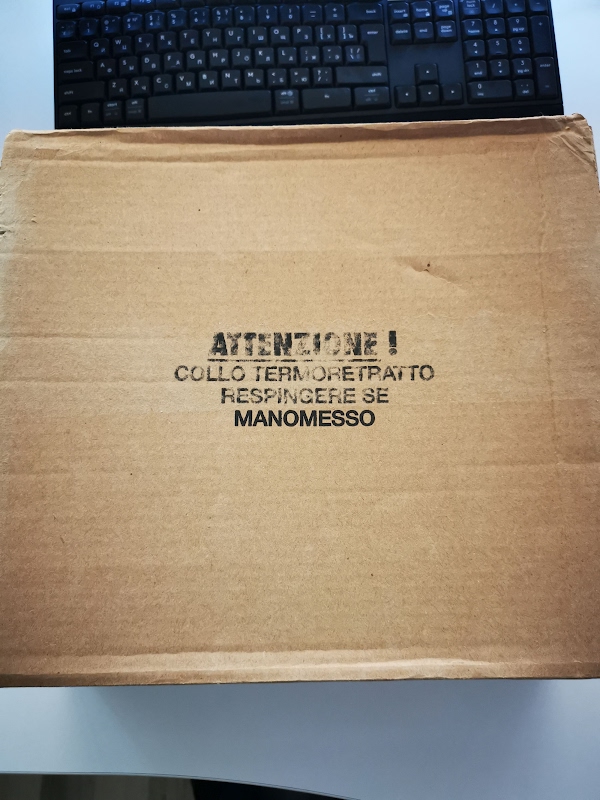 ATTENZIONE !
COLLO TERMORETRATTO
RESPINGERE SE
MANOMESSO